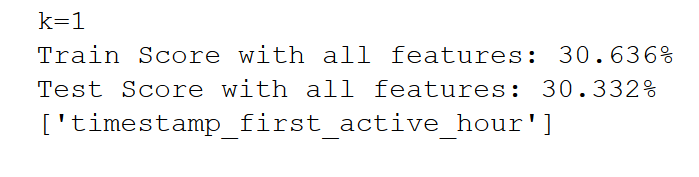 k=1
Train Score with all features: 30.636%
Test Score with all features: 30.332%
['timestamp_first_active_hour']